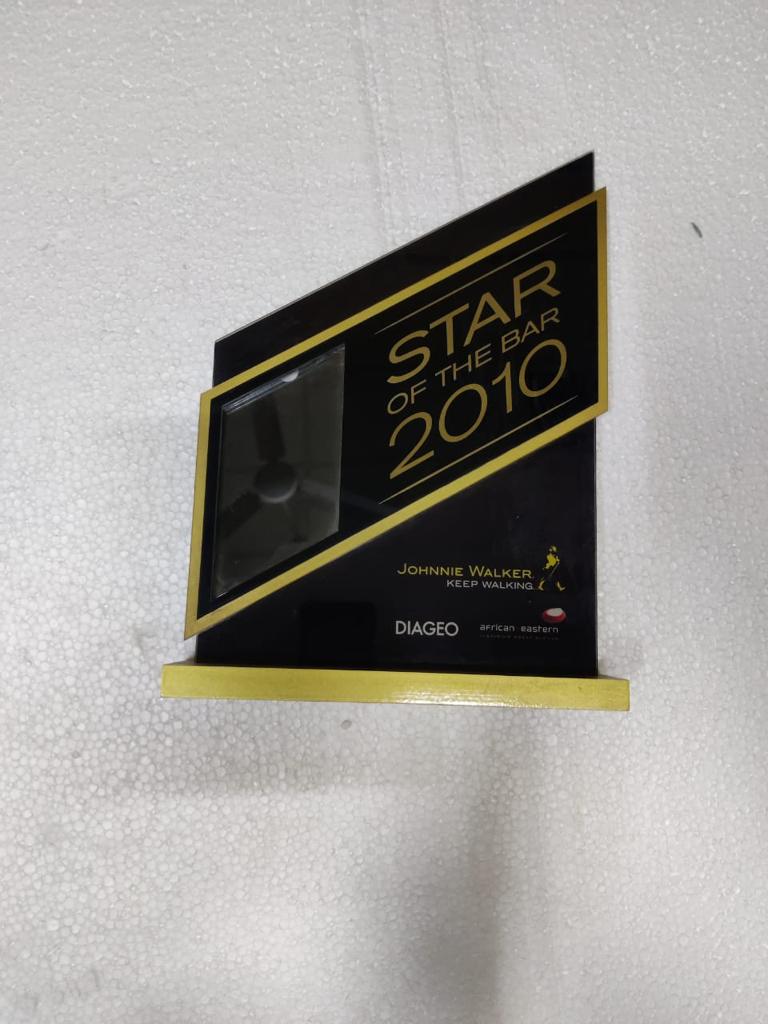 STAR
OF THE BAR
2010
JOHNNIE WALKER.
KEEP WALKING.
DIAGEO
african eastern